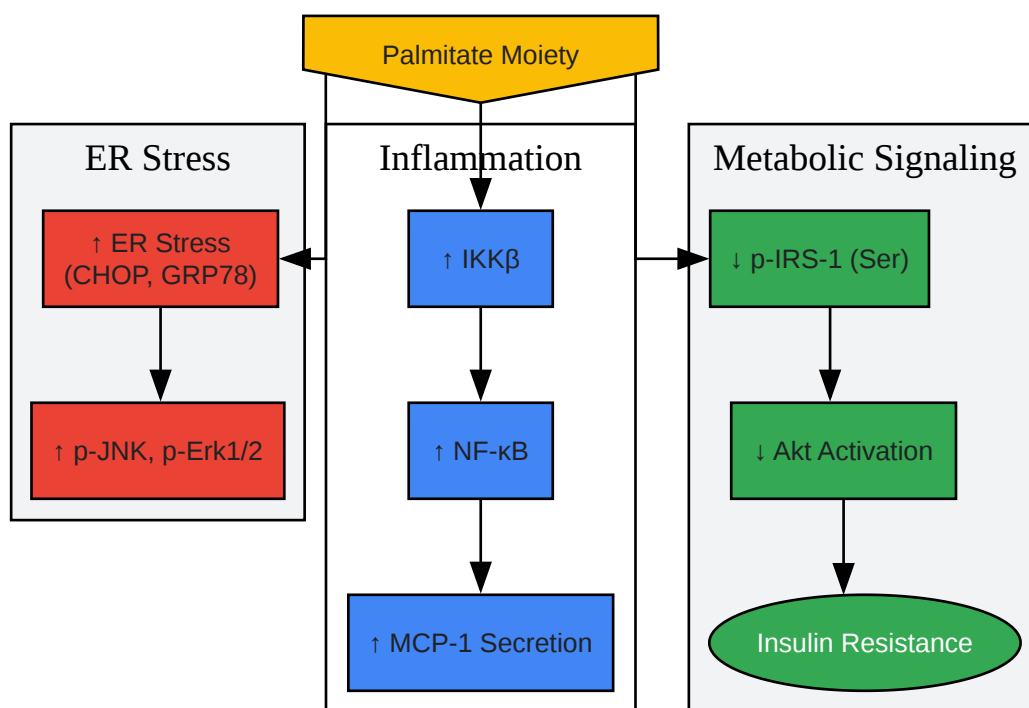 Palmitate Moiety
ER Stress
↑ ER Stress
(CHOP, GRP78)
↑ p-JNK, p-Erk1/2
Inflammation
↑ IKKβ
↑ NF-κB
↑ MCP-1 Secretion
Metabolic Signaling
↓ p-IRS-1 (Ser)
↓ Akt Activation
Insulin Resistance